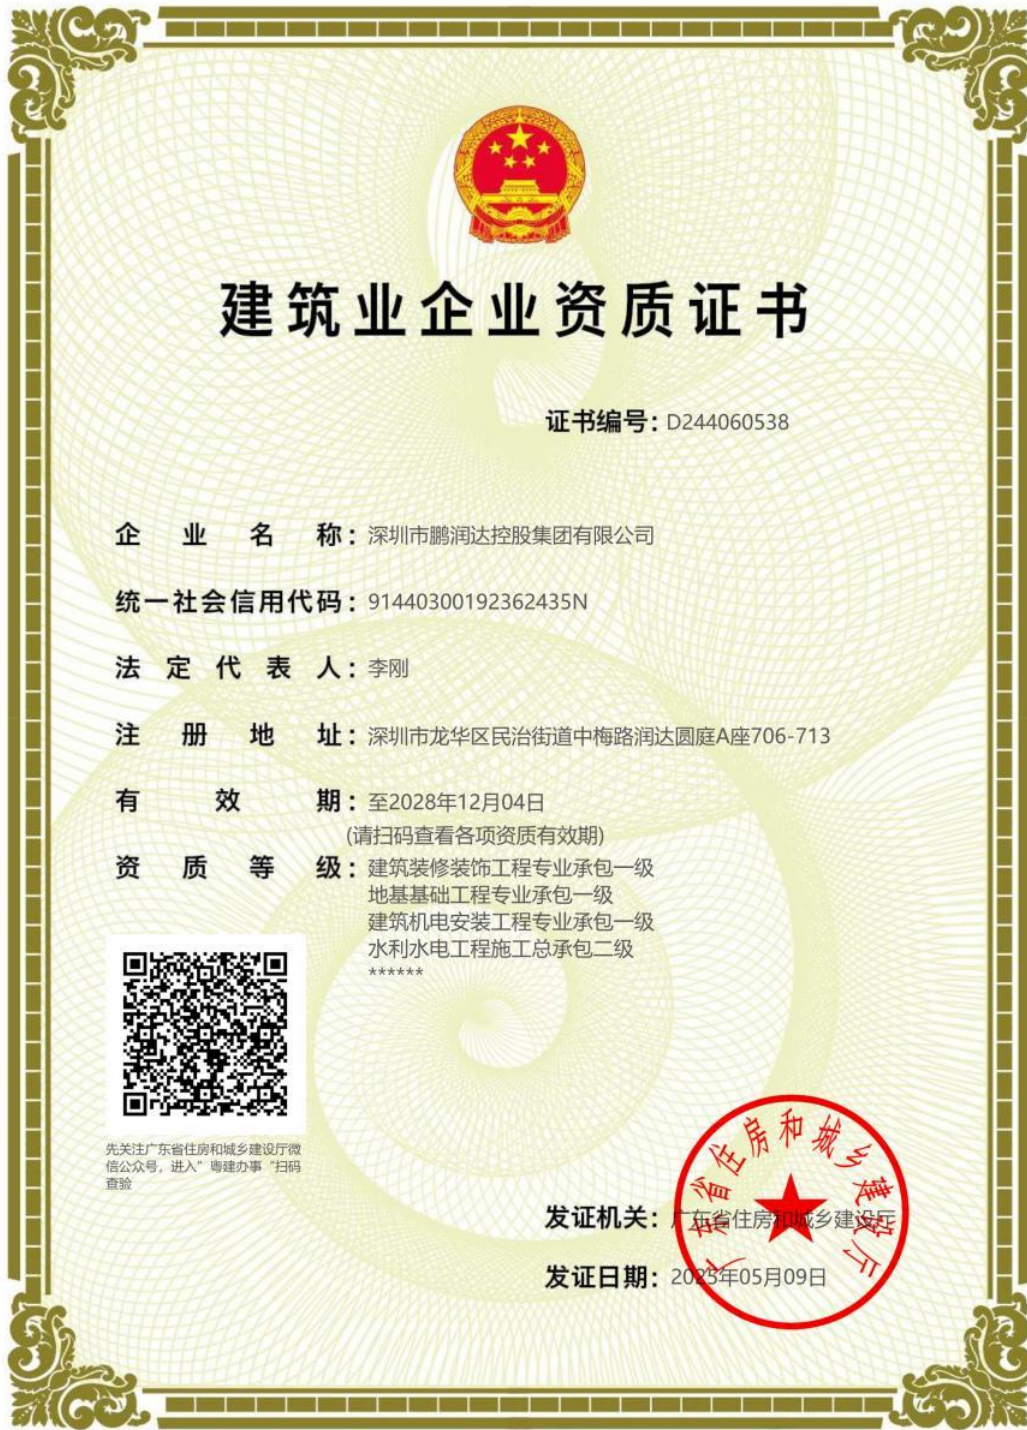 建筑业企业资质证书
证书编号：D244060538
企业名称：深圳市鹏润达控股集团有限公司
统一社会信用代码：91440300192362435N
法定代表人：李刚
注册地址：深圳市龙华区民治街道中梅路润达圆庭A座706-713
有效期：至2028年12月04日
(请扫码查看各项资质有效期)
资质等级：建筑装修装饰工程专业承包一级
地基基础工程专业承包一级
建筑机电安装工程专业承包一级
水利水电工程施工总承包二级
******
先关注广东省住房和城乡建设厅微
信公众号，进入”粤建办事“扫码
查验
发证机关：广东省住房和城乡建设厅
发证日期：2025年05月09日
广东省住房和城乡建设厅